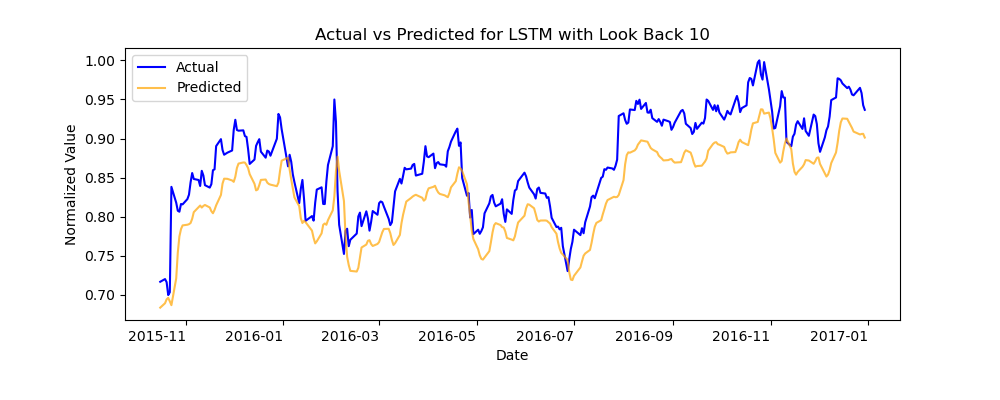 Actual vs Predicted for LSTM with Look Back 10
Actual
Predicted
1.00
0.95
0.90
0.85
0.80
0.75
0.70
Normalized Value
2015-11 2016-01 2016-03 2016-05 2016-07 2016-09 2016-11 2017-01
Date